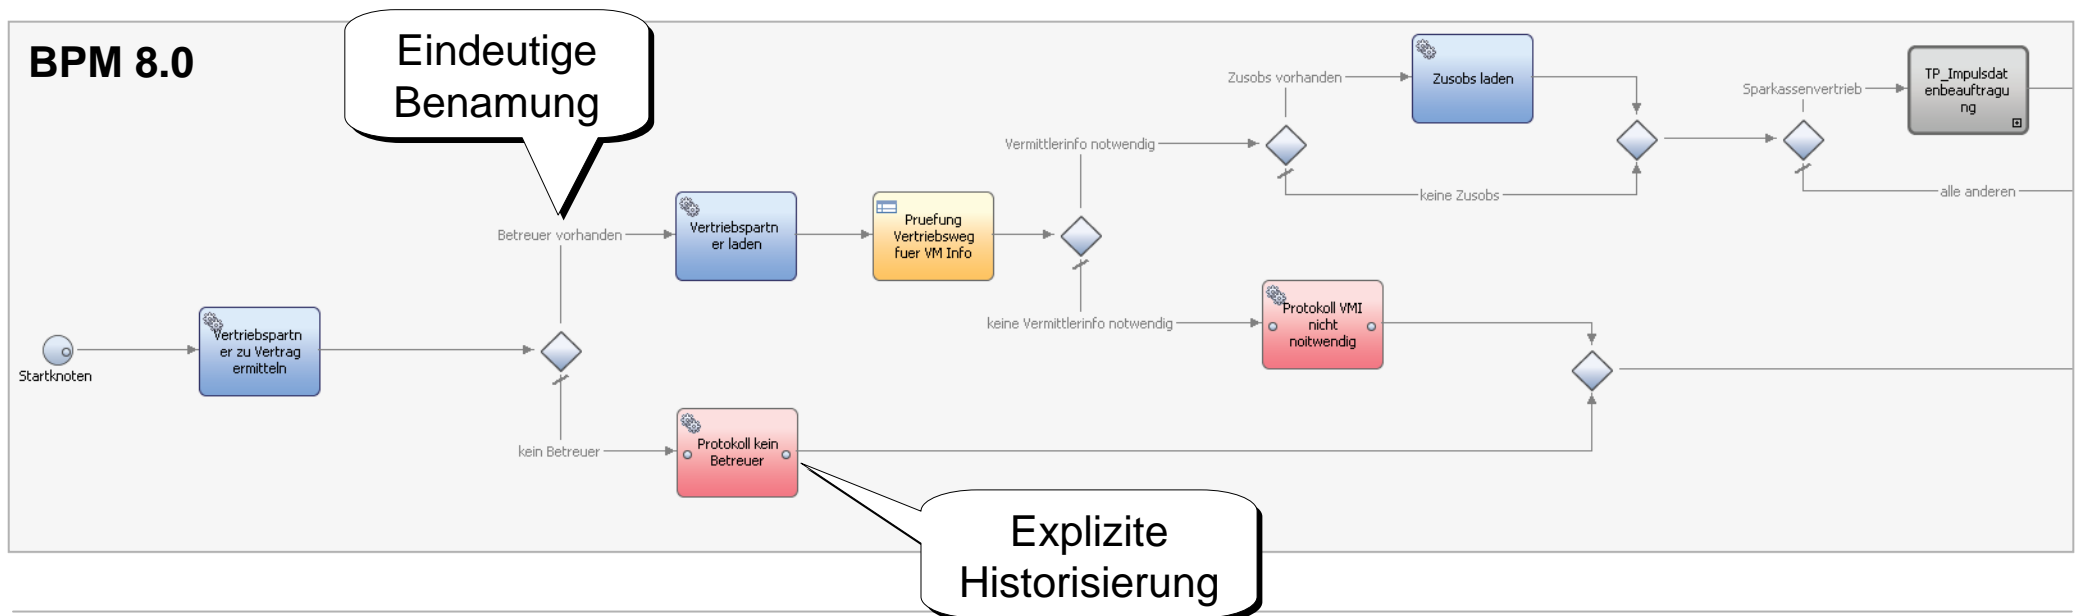 BPM 8.0
Eindeutige
Benamung
Zusobs vorhanden
Zusobs laden
Sparkassenvertrieb
TP_Impulsdat
enbeauftragu
ng
Vermittlerinfo notwendig
keine Zusobs
alle anderen
Betreuer vorhanden
Vertriebspartn
er laden
Pruefung
Vertriebsweg
fuer VM Info
keine Vermittlerinfo notwendig
Protokoll VMI
nicht
noitwendig
Startknoten
Vertriebspartn
er zu Vertrag
ermitteln
kein Betreuer
Protokoll kein
Betreuer
Explizite
Historisierung